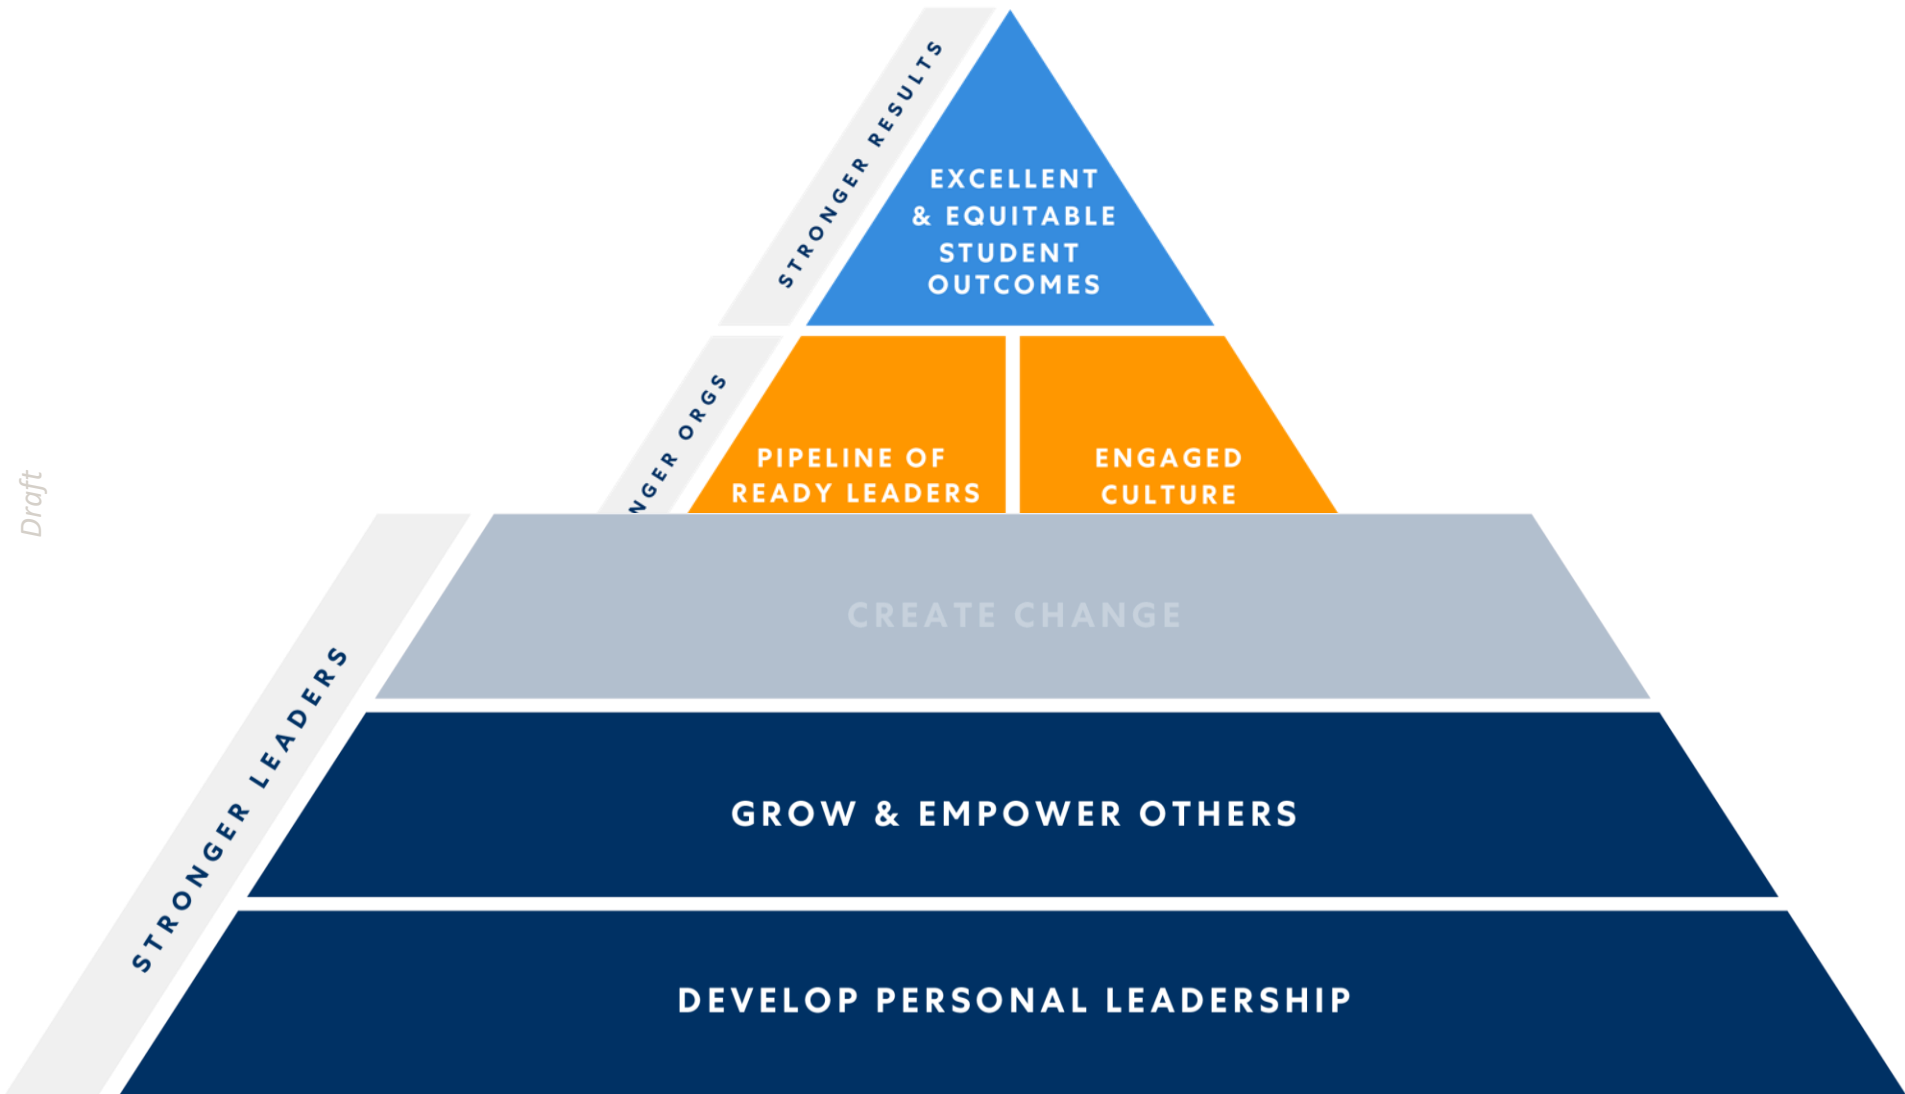 STRONGER RESULTS
EXCELLENT
& EQUITABLE
STUDENT
OUTCOMES
NGER ORGS
PIPELINE OF
READY LEADERS
ENGAGED
CULTURE
Draft
CREATE CHANGE
STRONGER LEADERS
GROW & EMPOWER OTHERS
DEVELOP PERSONAL LEADERSHIP